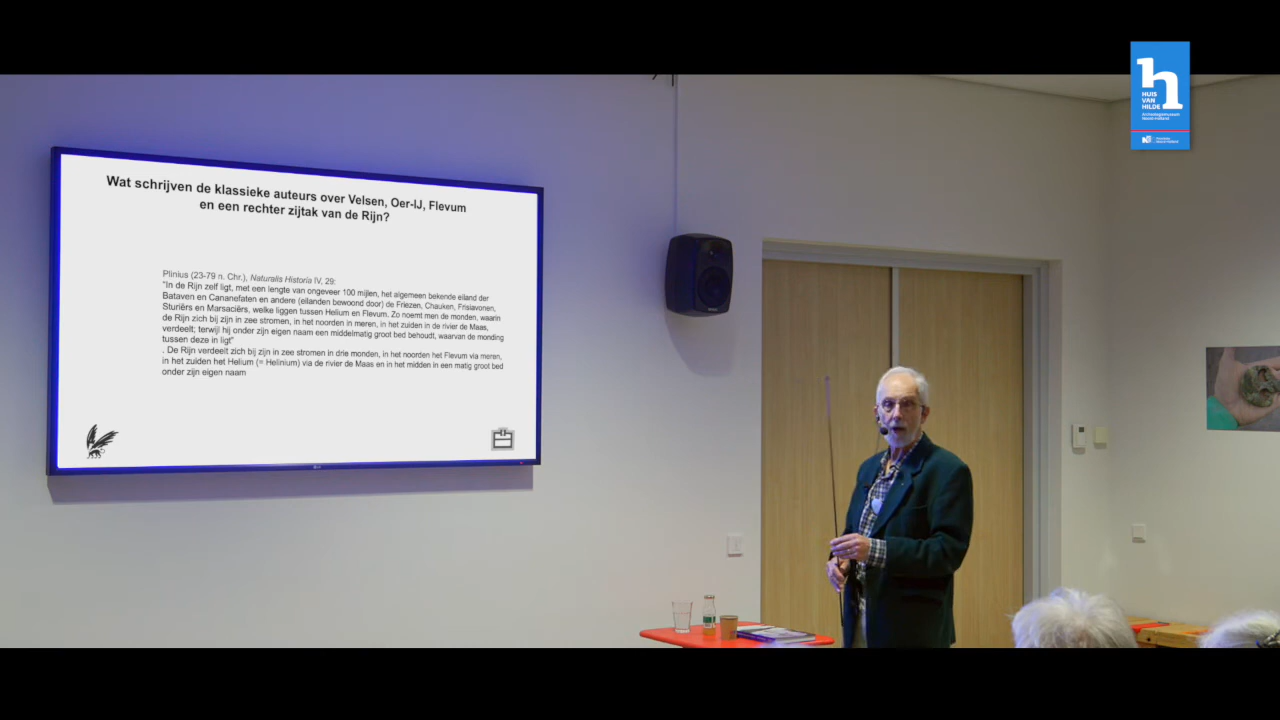 HUIS
VAN
HILDE
Archeologiemuseum
Noord-Holland
Wat schrijven de klassieke auteurs over Velsen, Oer-IJ, Flevum
en een rechter zijtak van de Rijn?
Plinius (23-79 n. Chr.), Naturalis Historia IV, 29:
"In de Rijn zelf ligt, met een lengte van ongeveer 100 mijlen, het algemeen bekende eiland der
Bataven en Cananefaten en andere (eilanden bewoond door) de Friezen, Chauken, Frisiavonen,
Sturiërs en Marsaciërs, welke liggen tussen Helium en Flevum. Zo noemt men de monden, waarin
de Rijn zich bij zijn in zee stromen, in het noorden in meren, in het zuiden in de rivier de Maas,
verdeelt; terwijl hij onder zijn eigen naam een middelmatig groot bed behoudt, waarvan de monding
tussen deze in ligt"
. De Rijn verdeelt zich bij zijn in zee stromen in drie monden, in het noorden het Flevum via meren,
in het zuiden het Helium (= Helinium) via de rivier de Maas en in het midden in een matig groot bed
onder zijn eigen naam